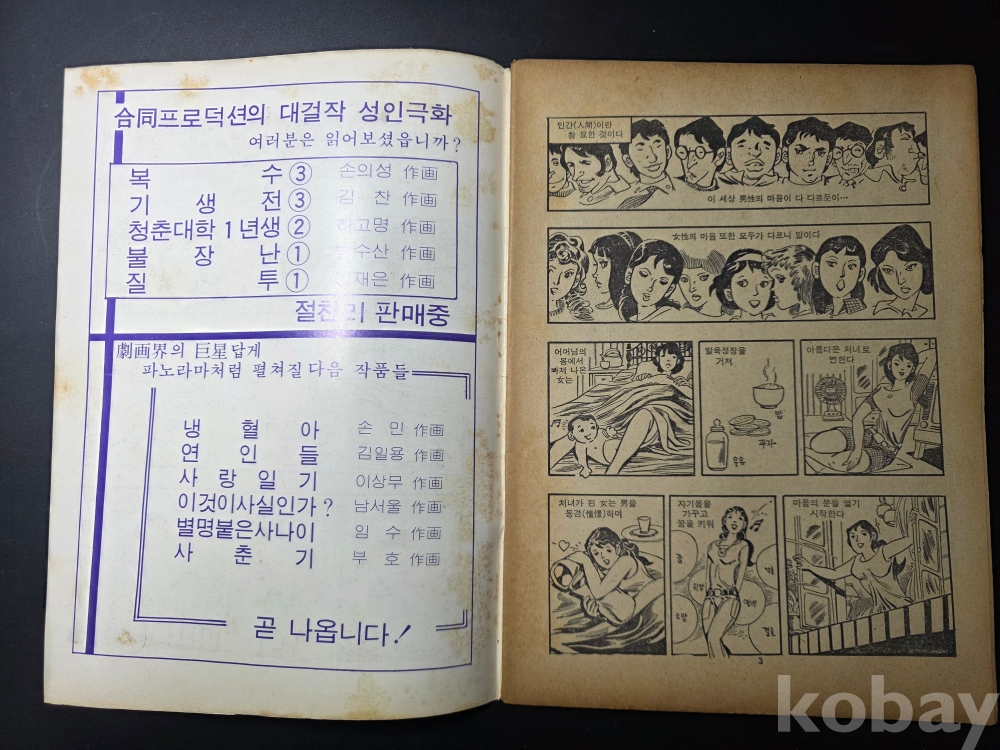 合同프로덕션의 대걸작 성인극화
여러분은 읽어보셨읍니까?
복 수 ③ 손의성 作画
기 생 전 ③ 김 찬 作画
청춘대학 1년생 ② 하고명 作画
불 장 난 ① 수산 作画
질 투 ① 재은 作画
절찬리 판매중
劇画界의 巨星답게
파노라마처럼 펼쳐질 다음 작품들
냉 혈 아 손 민 作画
연 인 들 김일용 作画
사 랑 일 기 이상무 作画
이것이사실인가? 남서울 作画
별명붙은사나이 임 수 作画
사 춘 기 부 호 作画
곧 나옵니다!
인간(人間)이란
참 묘한 것이다
이 세상 男性의 마음이 다 다르듯이…
女性의 마음 또한 모두가 다르니 말이다
어머님의
몸에서
빠져 나온
女는
발육성장을
거쳐
밥
과자
우유
아름다운 처녀로
변한다
처녀가 된 女는 男을
동경(憧憬)하며
자기몸을
가꾸고
꿈을 키워
마음의 문을 열기
시작한다
3
kobay